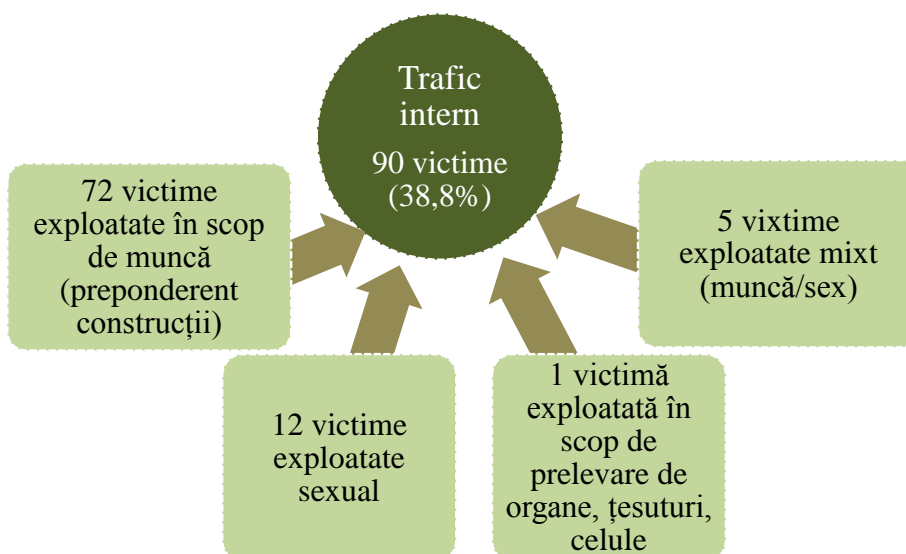 Trafic
intern
90 victime
(38,8%)
72 victime
exploatate în scop
de muncă
(preponderent
construcții)
12 victime
exploatate
sexual
1 victimă
exploatată în
scop de
prelevare de
organe, țesuturi,
celule
5 vixtime
exploatate mixt
(muncă/sex)